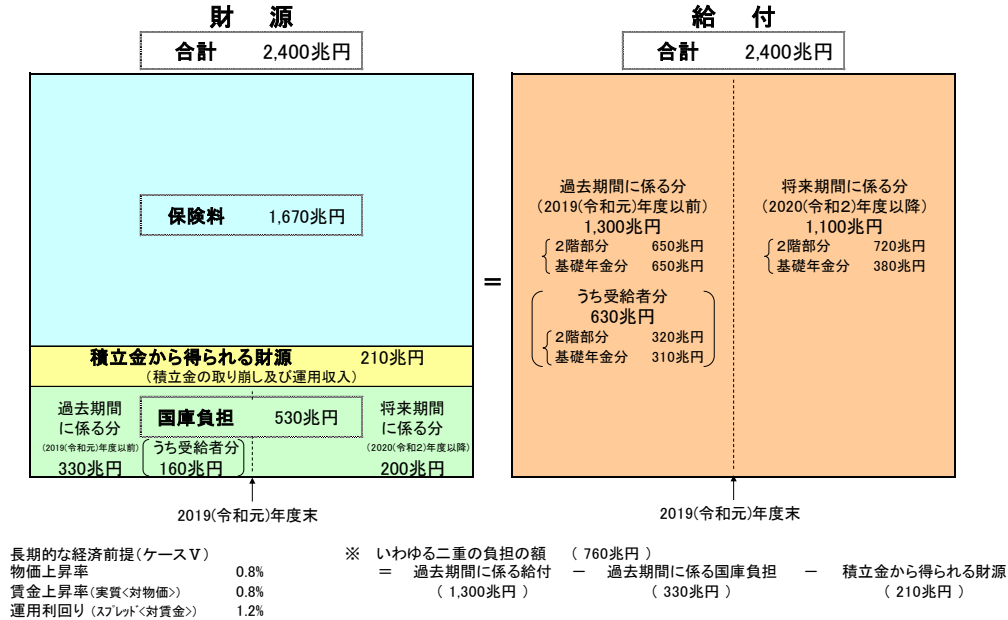 財 源
合計 2,400兆円
保険料 1,670兆円
積立金から得られる財源 210兆円
(積立金の取り崩し及び運用収入)
過去期間
に係る分
(2019(令和元)年度以前)
330兆円
国庫負担 530兆円
うち受給者分
160兆円
将来期間
に係る分
(2020(令和2)年度以降)
200兆円
2019(令和元)年度末
=
給 付
合計 2,400兆円
過去期間に係る分
(2019(令和元)年度以前)
1,300兆円
2階部分 650兆円
基礎年金分 650兆円
うち受給者分
630兆円
2階部分 320兆円
基礎年金分 310兆円
将来期間に係る分
(2020(令和2)年度以降)
1,100兆円
2階部分 720兆円
基礎年金分 380兆円
2019(令和元)年度末
長期的な経済前提(ケースⅤ)
物価上昇率 0.8%
賃金上昇率(実質<対物価>) 0.8%
運用利回り(スプレッド<対賃金>) 1.2%
※ いわゆる二重の負担の額 ( 760兆円 )
= 過去期間に係る給付 － 過去期間に係る国庫負担 － 積立金から得られる財源
( 1,300兆円 ) ( 330兆円 ) ( 210兆円 )